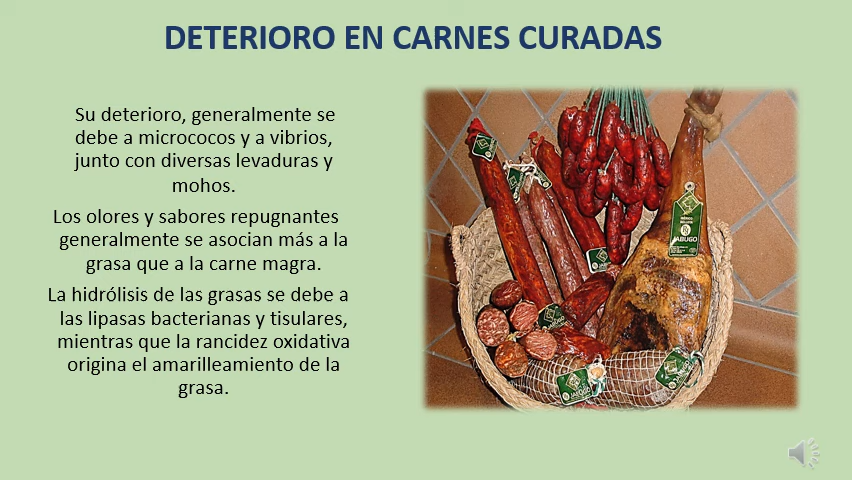 DETERIORO EN CARNES CURADAS
Su deterioro, generalmente se
debe a micrococos y a vibrios,
junto con diversas levaduras y
mohos.
Los olores y sabores repugnantes
generalmente se asocian más a la
grasa que a la carne magra.
La hidrólisis de las grasas se debe a
las lipasas bacterianas y tisulares,
mientras que la rancidez oxidativa
origina el amarilleamiento de la
grasa.
JABUGO